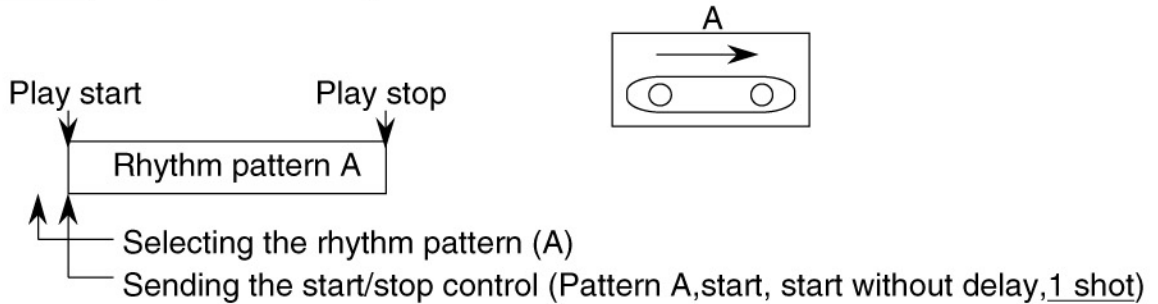 A
Play start Play stop
Rhythm pattern A
Selecting the rhythm pattern (A)
Sending the start/stop control (Pattern A,start, start without delay,1 shot)